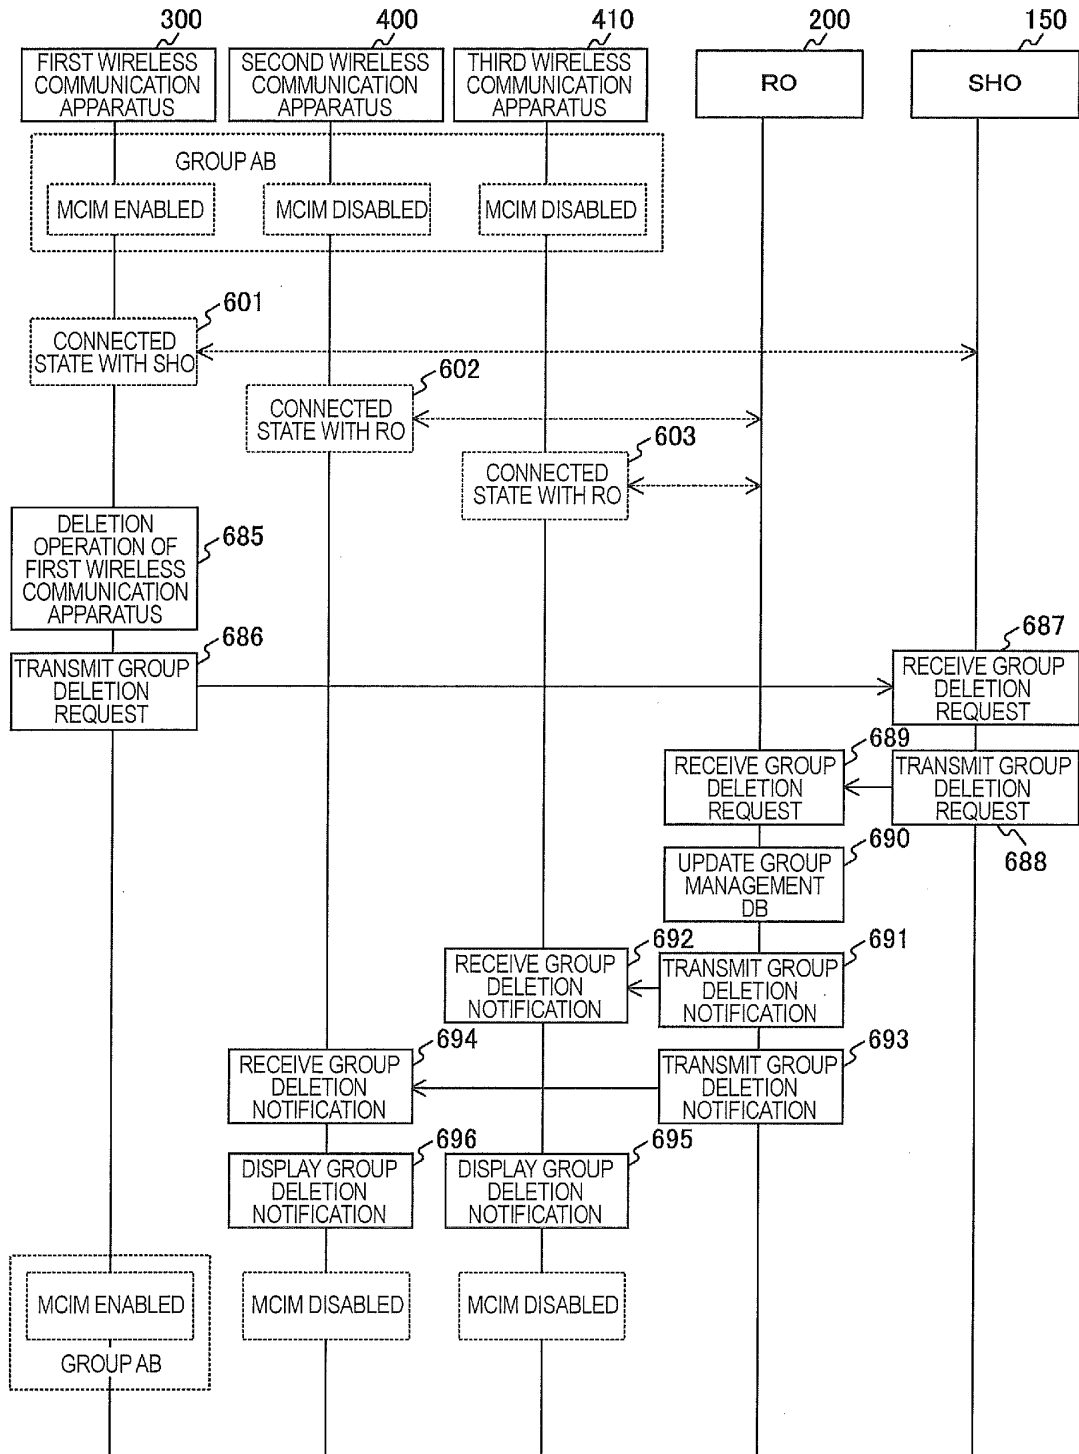 300
400
410
200
150
FIRST WIRELESS
COMMUNICATION
APPARATUS
SECOND WIRELESS
COMMUNICATION
APPARATUS
THIRD WIRELESS
COMMUNICATION
APPARATUS
RO
SHO
GROUP AB
MCIM ENABLED
MCIM DISABLED
MCIM DISABLED
601
CONNECTED
STATE WITH SHO
602
CONNECTED
STATE WITH RO
603
CONNECTED
STATE WITH RO
685
DELETION
OPERATION OF
FIRST WIRELESS
COMMUNICATION
APPARATUS
686
TRANSMIT GROUP
DELETION
REQUEST
687
RECEIVE GROUP
DELETION
REQUEST
689
RECEIVE GROUP
DELETION
REQUEST
TRANSMIT GROUP
DELETION
REQUEST
688
690
UPDATE GROUP
MANAGEMENT
DB
692
RECEIVE GROUP
DELETION
NOTIFICATION
691
TRANSMIT GROUP
DELETION
NOTIFICATION
694
RECEIVE GROUP
DELETION
NOTIFICATION
693
TRANSMIT GROUP
DELETION
NOTIFICATION
696
DISPLAY GROUP
DELETION
NOTIFICATION
695
DISPLAY GROUP
DELETION
NOTIFICATION
MCIM ENABLED
MCIM DISABLED
MCIM DISABLED
GROUP AB